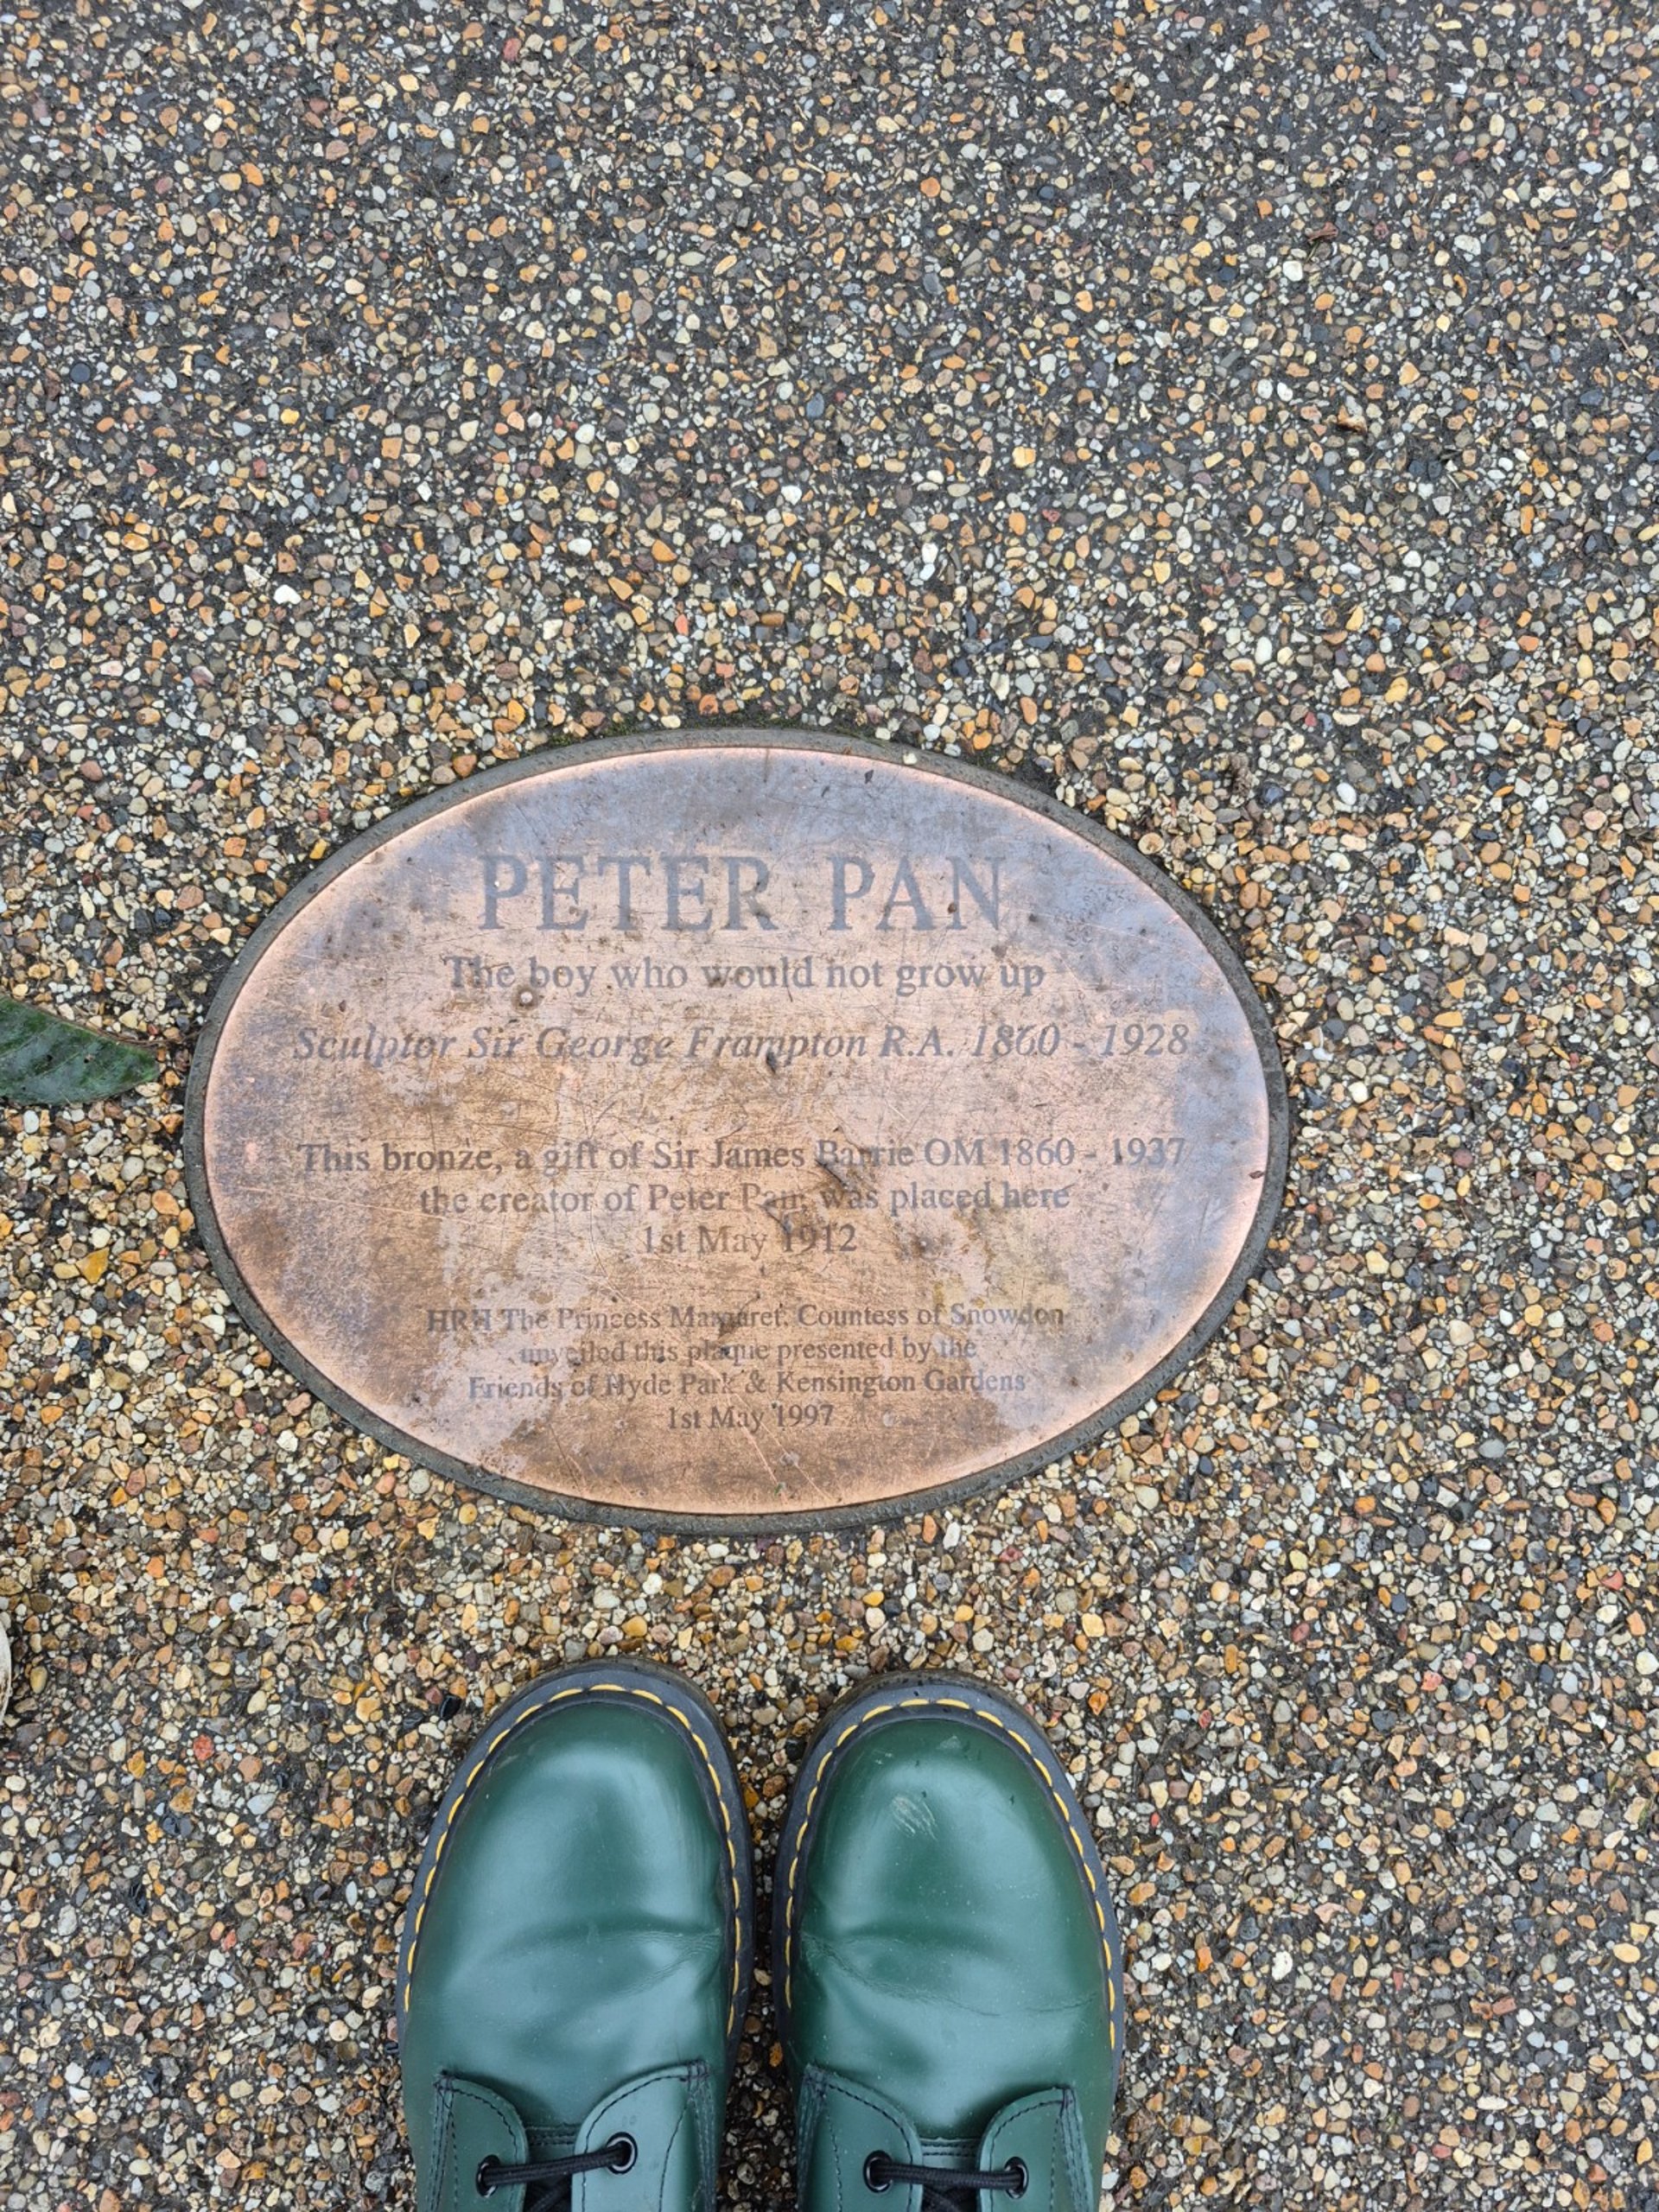 PETER PAN
The boy who would not grow up
Sculptor Sir George Frampton R.A. 1860 - 1928
This bronze, a gift of Sir James Barrie OM 1860 - 1937
the creator of Peter Pan, was placed here
1st May 1912
HRH The Princess Margaret, Countess of Snowdon
unveiled this plaque presented by the
Friends of Hyde Park & Kensington Gardens
1st May 1997